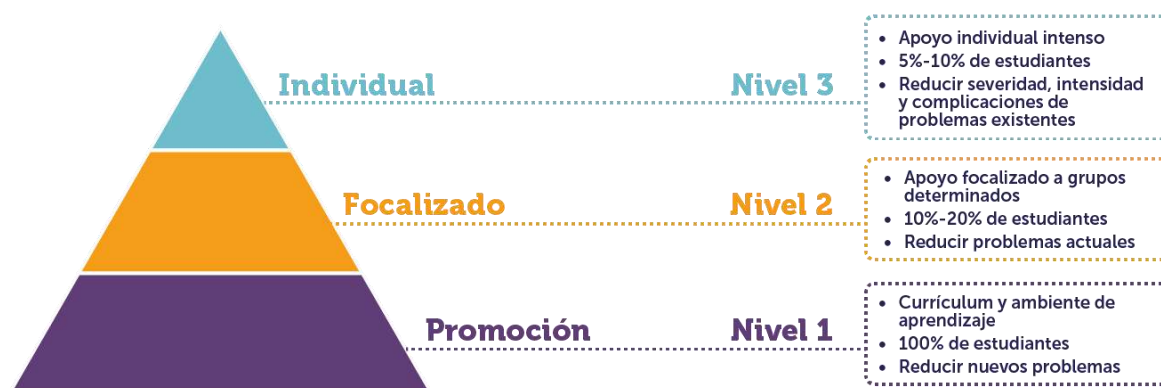 Individual
Nivel 3
• Apoyo individual intenso
• 5%-10% de estudiantes
• Reducir severidad, intensidad
y complicaciones de
problemas existentes
Focalizado
Nivel 2
• Apoyo focalizado a grupos
determinados
• 10%-20% de estudiantes
• Reducir problemas actuales
Promoción
Nivel 1
• Currículum y ambiente de
aprendizaje
• 100% de estudiantes
• Reducir nuevos problemas